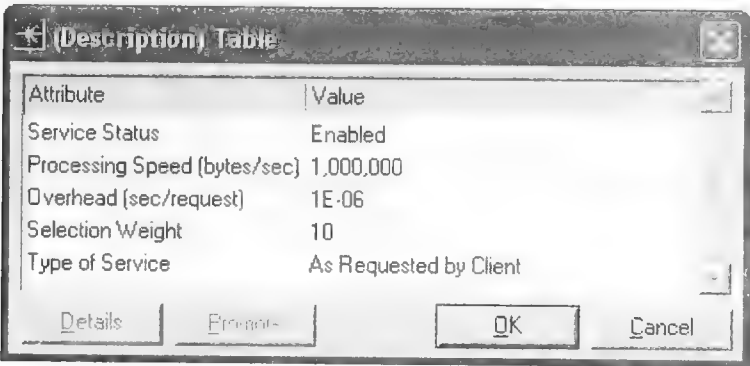 (Description) Table
Attribute Value
Service Status Enabled
Processing Speed (bytes/sec) 1,000,000
Overhead (sec/request) 1E-06
Selection Weight 10
Type of Service As Requested by Client
Details Promote OK Cancel